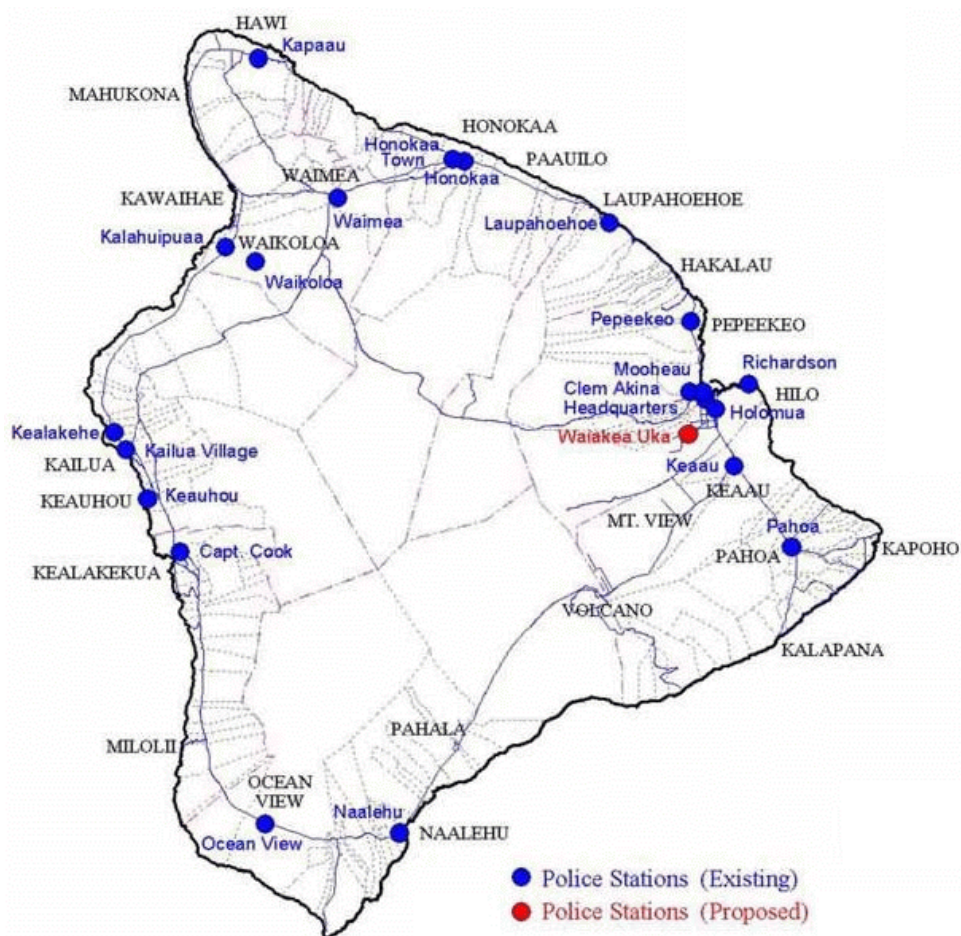 HAWI
Kapaau
MAHUKONA
HONOKAA
Honokaa
Town
PAAUILO
Honokaa
WAIMEA
KAWAIHAE
LAUPAHOEHOE
Waimea
Laupahoehoe
Kalahuipuaa
WAIKOLOA
HAKALAU
Waikoloa
Pepeekeo
PEPEEKEO
Richardson
Mooheau
Clem Akina
HILO
Headquarters
Holomua
Kealakehe
Waiakea Uka
Kailua Village
KAILUA
Keaau
KEAAU
KEAUHOU
Keauhou
MT. VIEW
Pahoa
Capt. Cook
KAPOHO
PAHOA
KEALAKEKUA
VOLCANO
KALAPANA
PAHALA
MILOLII
OCEAN
VIEW
Naalehu
NAALEHU
Ocean View
Police Stations (Existing)
Police Stations (Proposed)